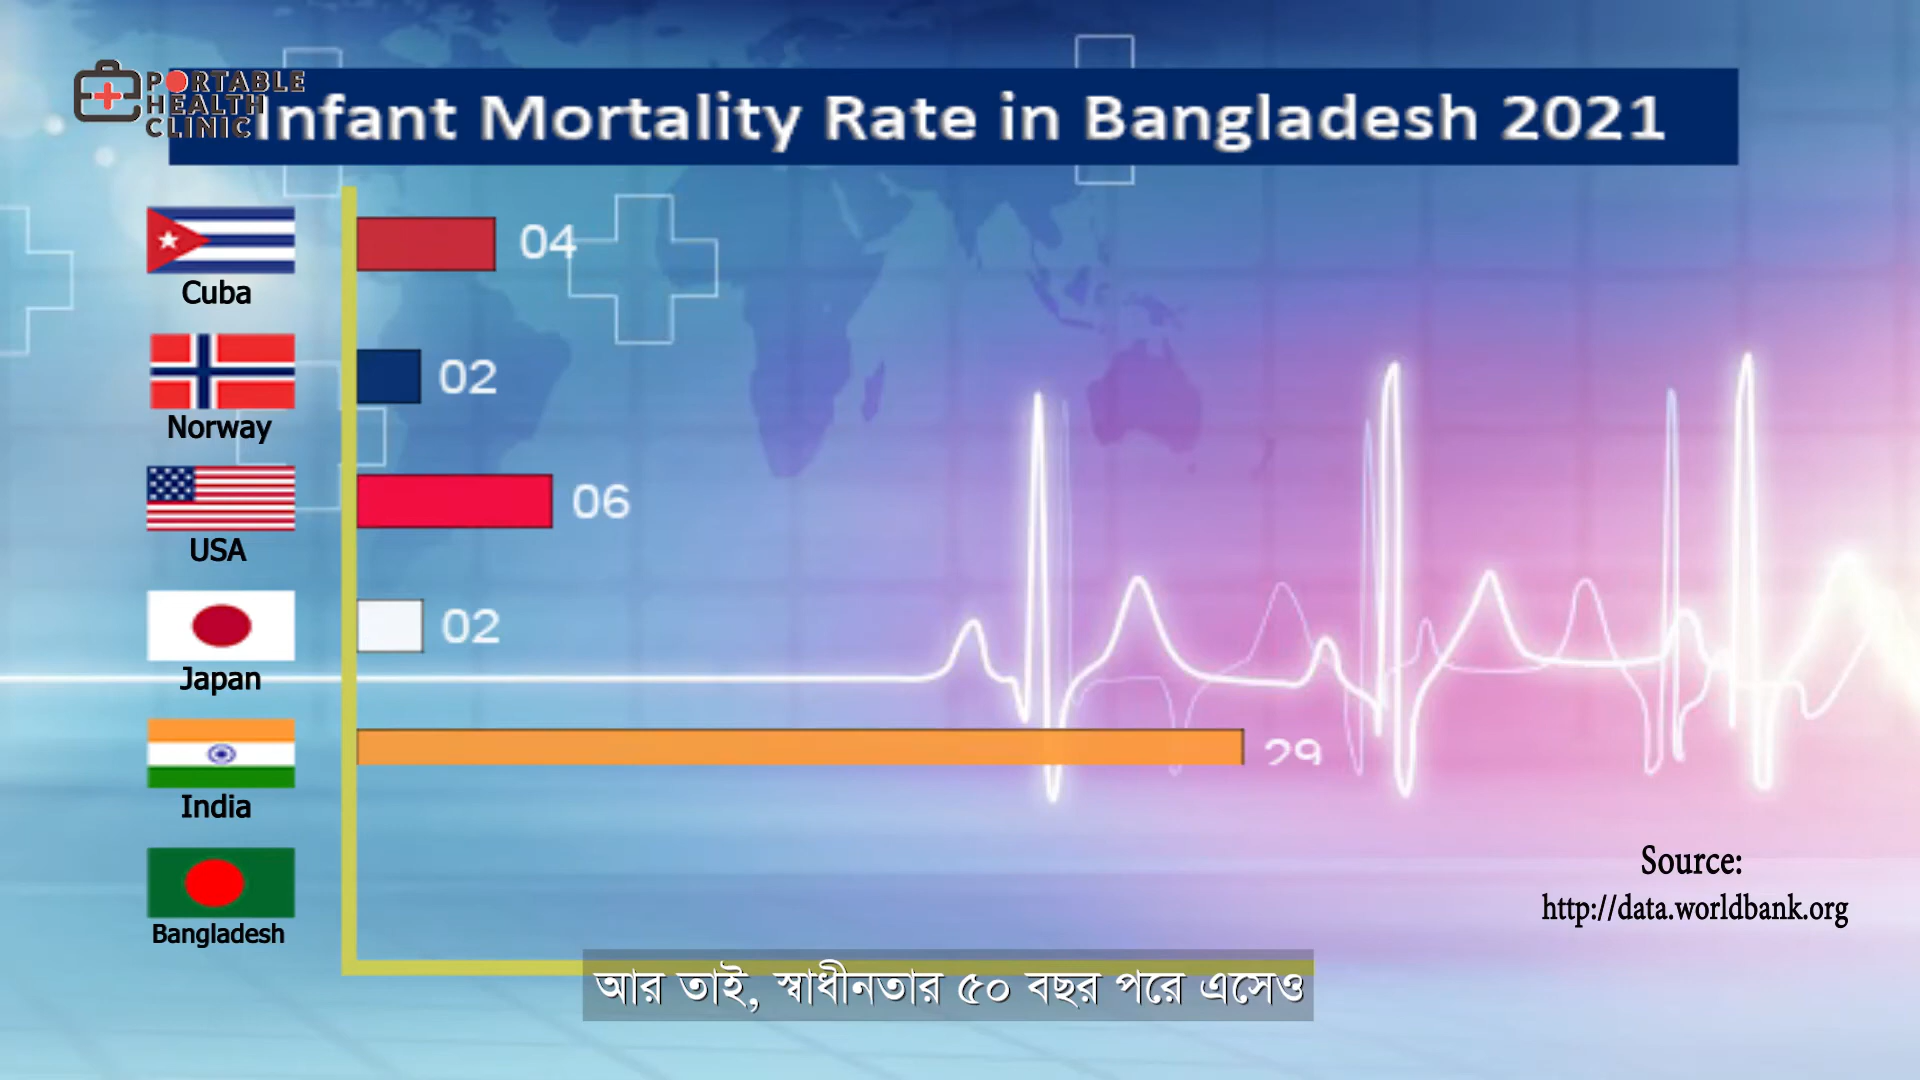 PORTABLE
HEALTH
CLINIC
Infant Mortality Rate in Bangladesh 2021
Cuba
04
Norway
02
USA
06
Japan
02
India
29
Bangladesh
Source:
http://data.worldbank.org
আর তাই, স্বাধীনতার ৫০ বছর পরে এসেও